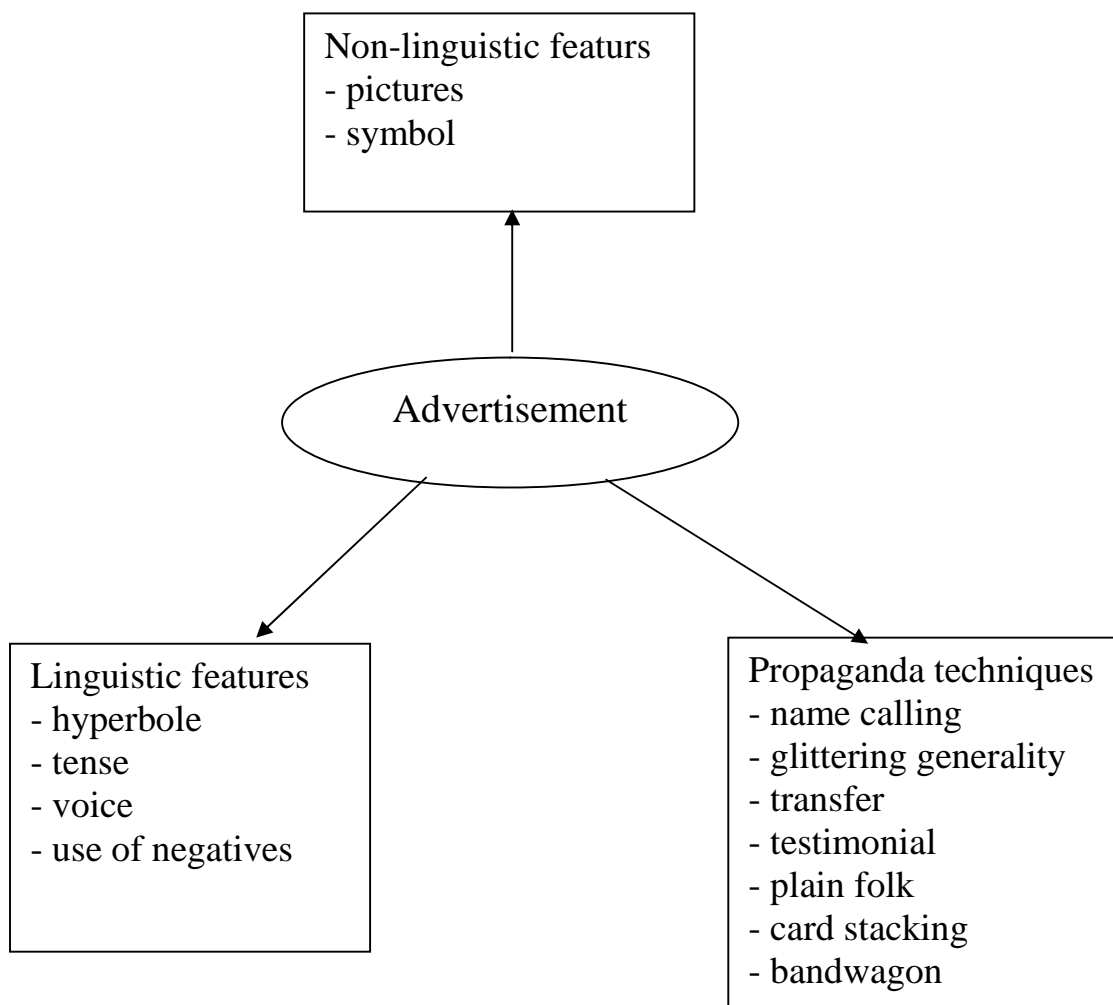 Non-linguistic featurs
- pictures
- symbol
Advertisement
Linguistic features
- hyperbole
- tense
- voice
- use of negatives
Propaganda techniques
- name calling
- glittering generality
- transfer
- testimonial
- plain folk
- card stacking
- bandwagon